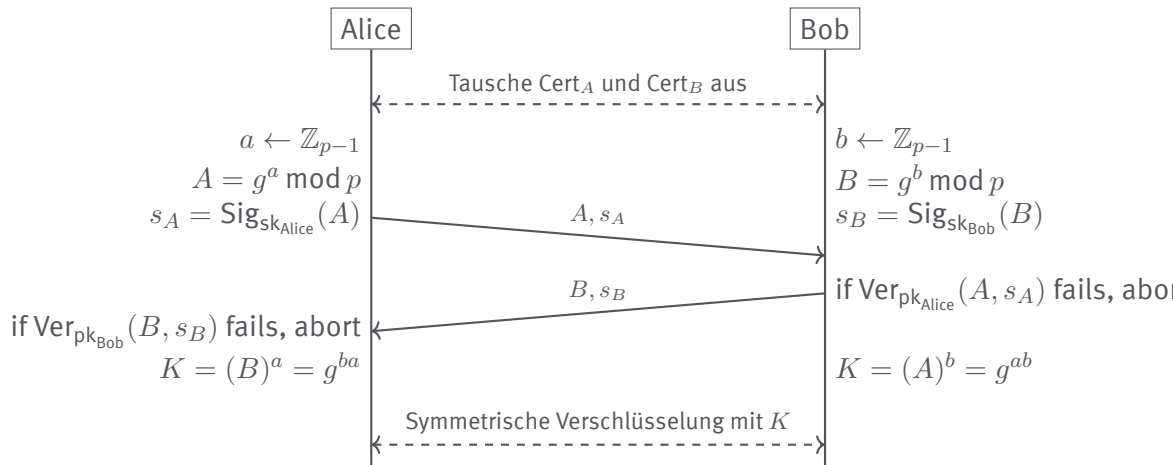 Alice
Bob
Tausche Cert_A und Cert_B aus
a ← ℤ_{p−1}
b ← ℤ_{p−1}
A = g^a mod p
B = g^b mod p
s_A = Sig_{sk_Alice}(A)
A, s_A
s_B = Sig_{sk_Bob}(B)
B, s_B
if Ver_{pk_Alice}(A, s_A) fails, abor
if Ver_{pk_Bob}(B, s_B) fails, abort
K = (B)^a = g^{ba}
K = (A)^b = g^{ab}
Symmetrische Verschlüsselung mit K